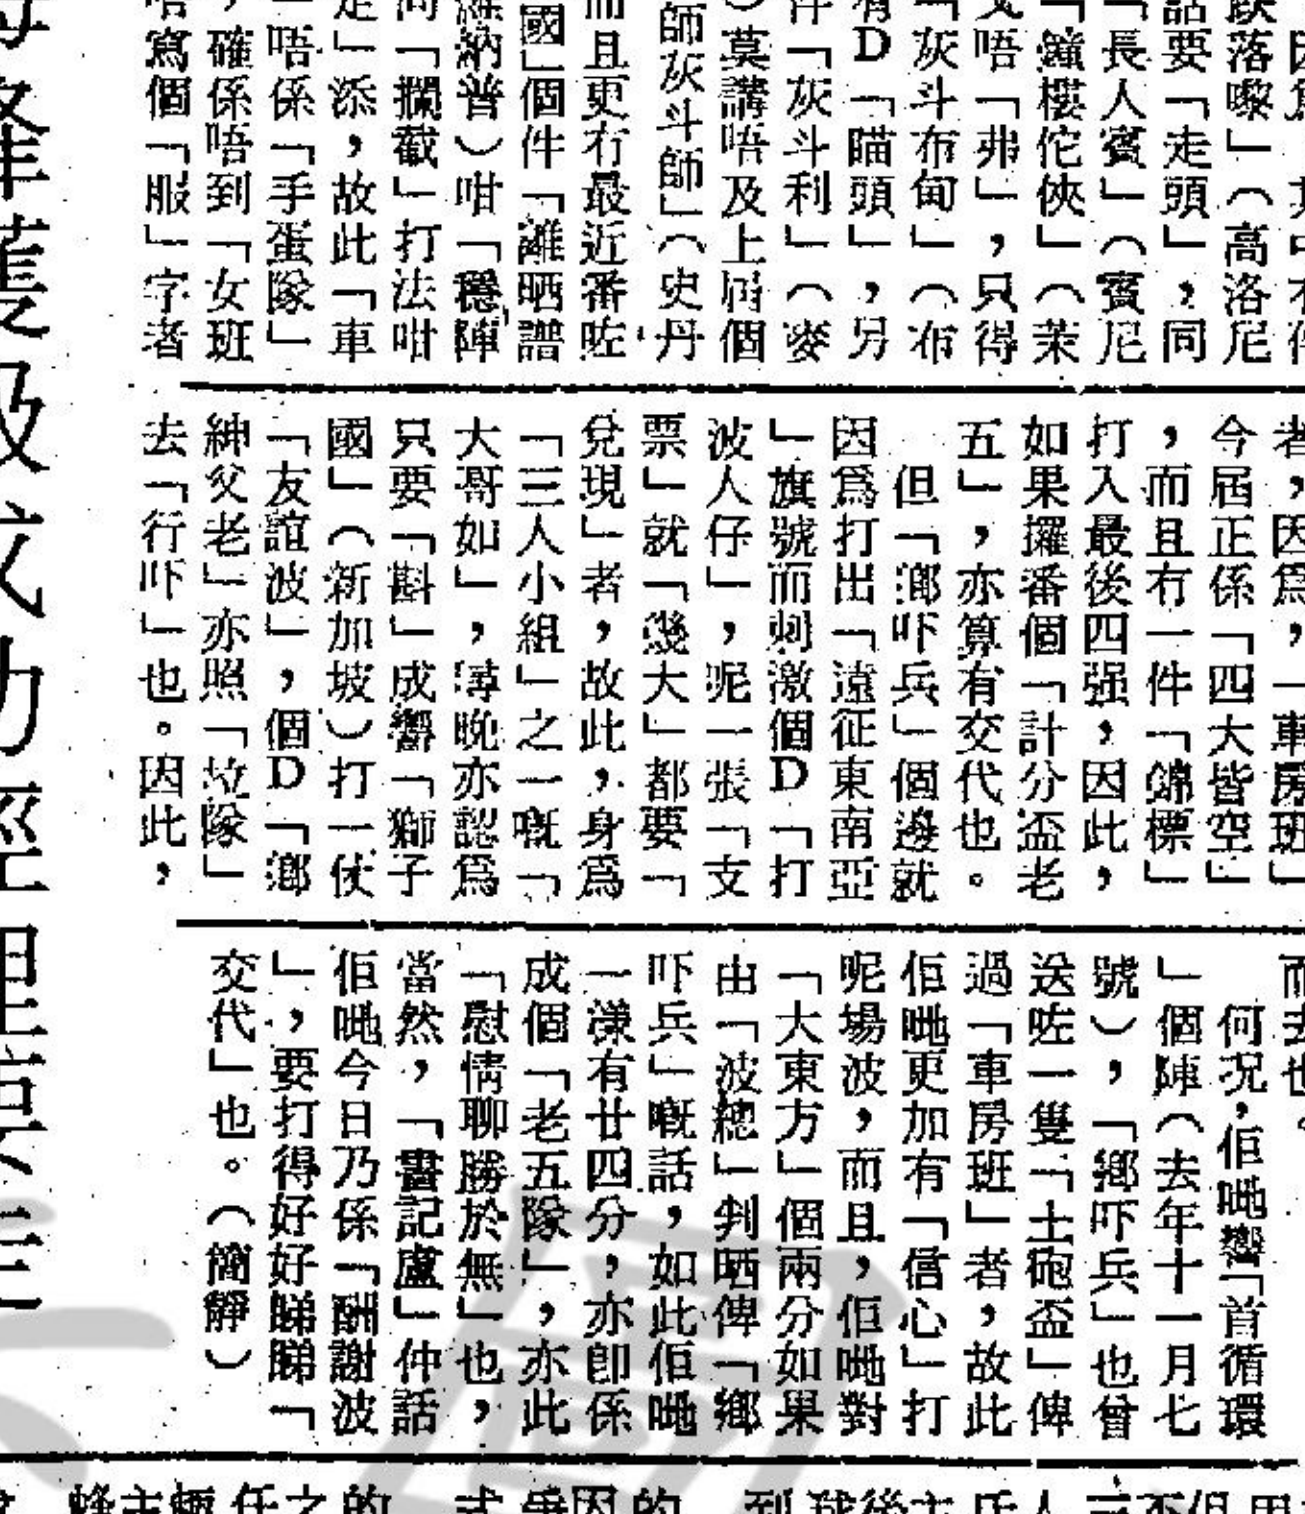 跌落嚟」（高洛尼
話要「走頭」，同
「長人賓」（賓尼
「鐘樓佗俠」（茉
唔「弗」，只得
「灰斗布甸」（布
有D「瞄頭」，另
件「灰斗利」（麥
）莫講唔及上屆個
師灰斗師」（史丹
而且更冇最近番咗
國」個件「誰晒譜
納普）咁「穩陣
「攔截」打法咁
走」添，故此「車
唔係「手蛋隊」
，確係唔到「女班
唔寫個「服」字者
者，因爲，「車房班」
今屆正係「四大皆空」
，而且冇一件「錦標」
打入最後四强，因此，
如果攞番個「計分盃老
五」，亦算有交代也。
但「鄉吓兵」個邊就
因爲打出「遠征東南亞
」旗號而刺激個D「打
波人仔」，呢一張「支
票」就「幾大」都要「
兌現」者，故此，身爲
「三人小組」之一嘅「
大哥如」，尋晚亦認爲
只要「斟」成響「獅子
國」（新加坡）打一仗
「友誼波」，個D「鄉
紳父老」亦照「垃隊」
去「行吓」也。因此，
而去也。
何況，佢哋響「首循環
」個陣（去年十一月七
號），「鄉吓兵」也曾
送咗一隻「士砲盃」俾
過「車房班」者，故此
佢哋更加有「信心」打
呢場波，而且，佢哋對
「大東方」個兩分如果
由「波總」判晒俾「鄉
吓兵」嘅話，如此佢哋
一漾有廿四分，亦即係
成個「老五隊」，亦此
「慰情聊勝於無」也，
當然，「書記盧」仲話
佢哋今日乃係「酬謝波
」，要打得好好睇睇「
交代」也。（簡靜）